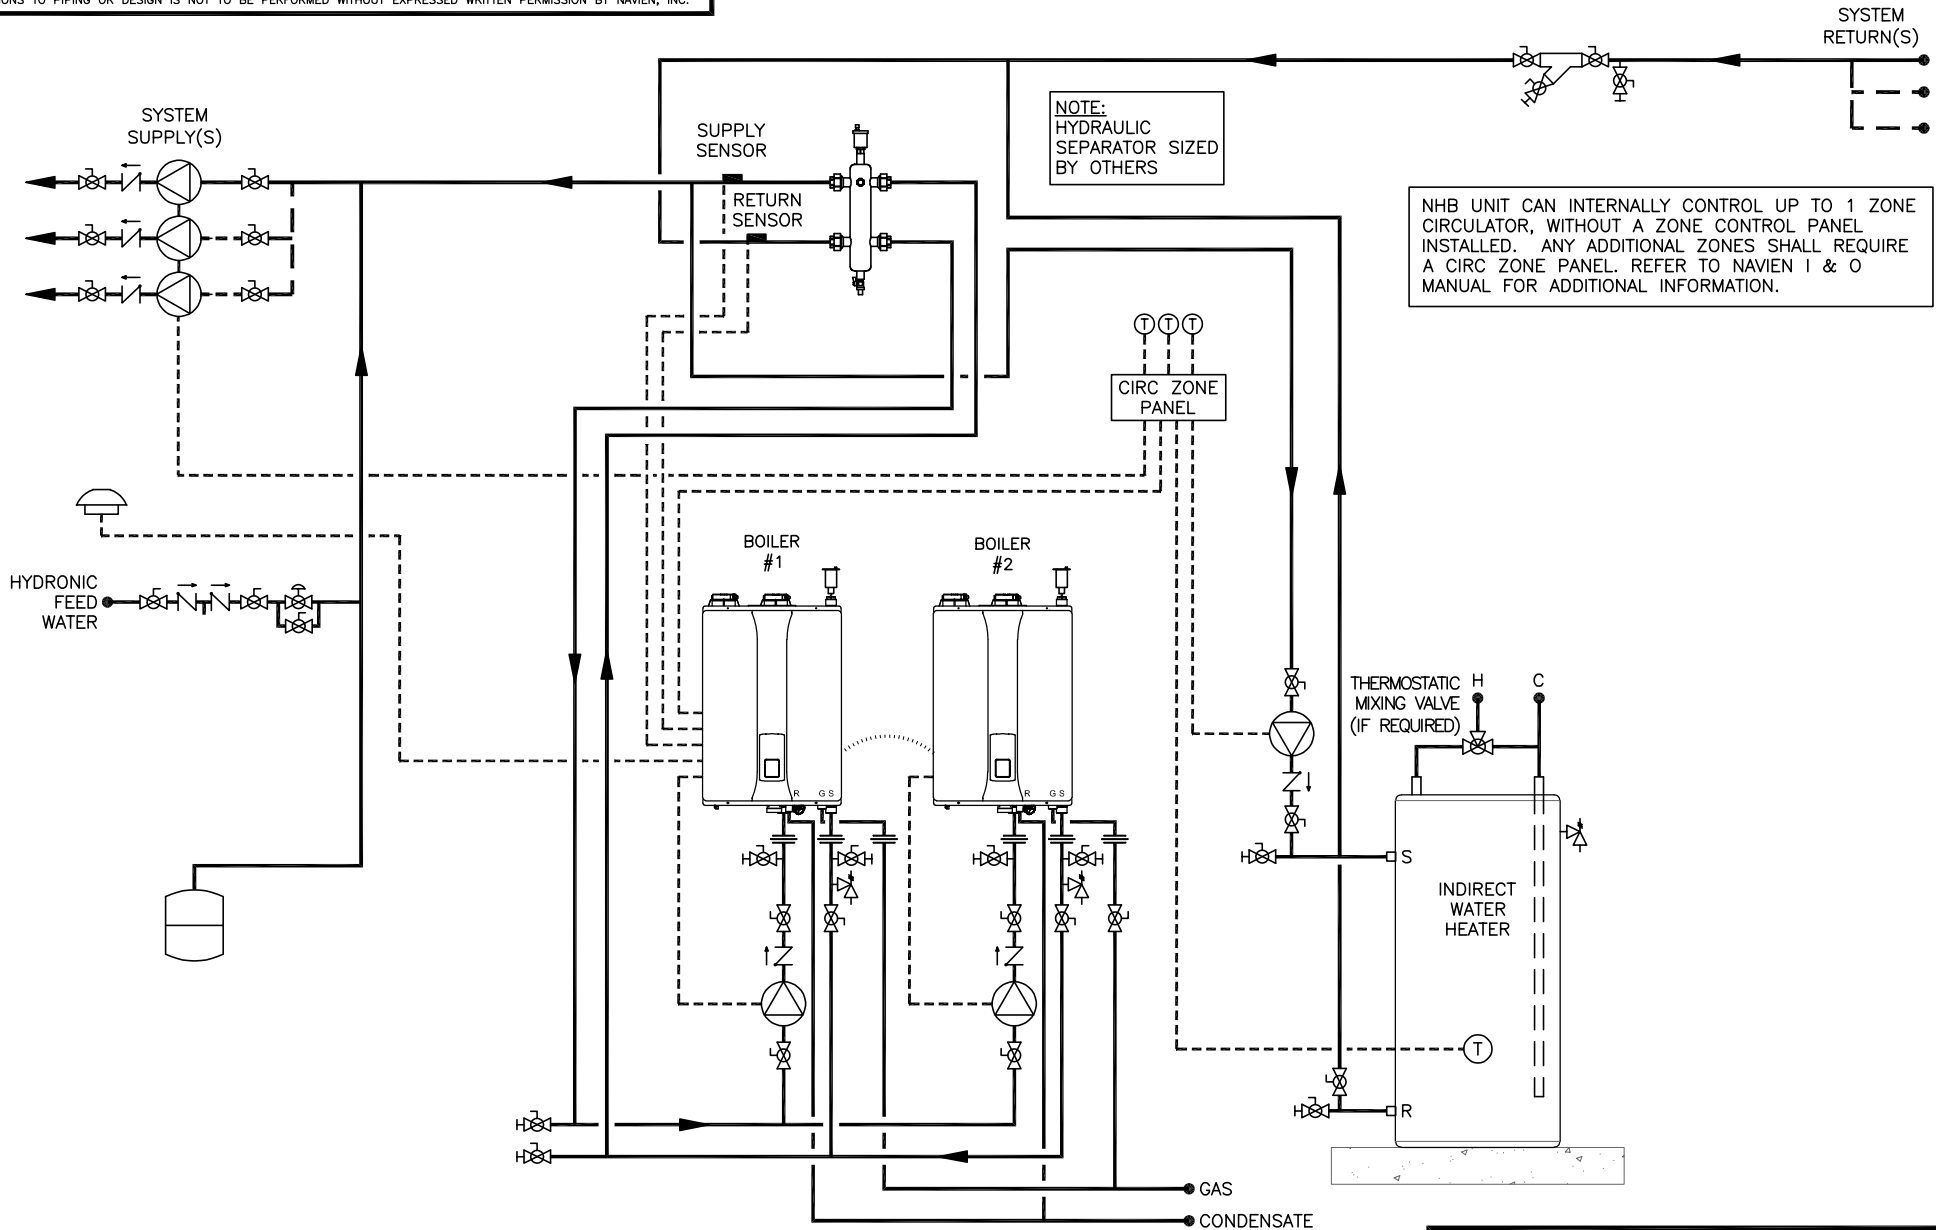 IONS TO PIPING OR DESIGN IS NOT TO BE PERFORMED WITHOUT EXPRESSED WRITTEN PERMISSION BY NAVIEN, INC.
SYSTEM
RETURN(S)
SYSTEM
SUPPLY(S)
SUPPLY
SENSOR
RETURN
SENSOR
NOTE:
HYDRAULIC
SEPARATOR SIZED
BY OTHERS
NHB UNIT CAN INTERNALLY CONTROL UP TO 1 ZONE
CIRCULATOR, WITHOUT A ZONE CONTROL PANEL
INSTALLED. ANY ADDITIONAL ZONES SHALL REQUIRE
A CIRC ZONE PANEL. REFER TO NAVIEN I & O
MANUAL FOR ADDITIONAL INFORMATION.
T T T
CIRC ZONE
PANEL
BOILER
#1
BOILER
#2
HYDRONIC
FEED
WATER
THERMOSTATIC
MIXING VALVE
(IF REQUIRED)
H
C
R G S
R G S
S
INDIRECT
WATER
HEATER
T
R
GAS
CONDENSATE